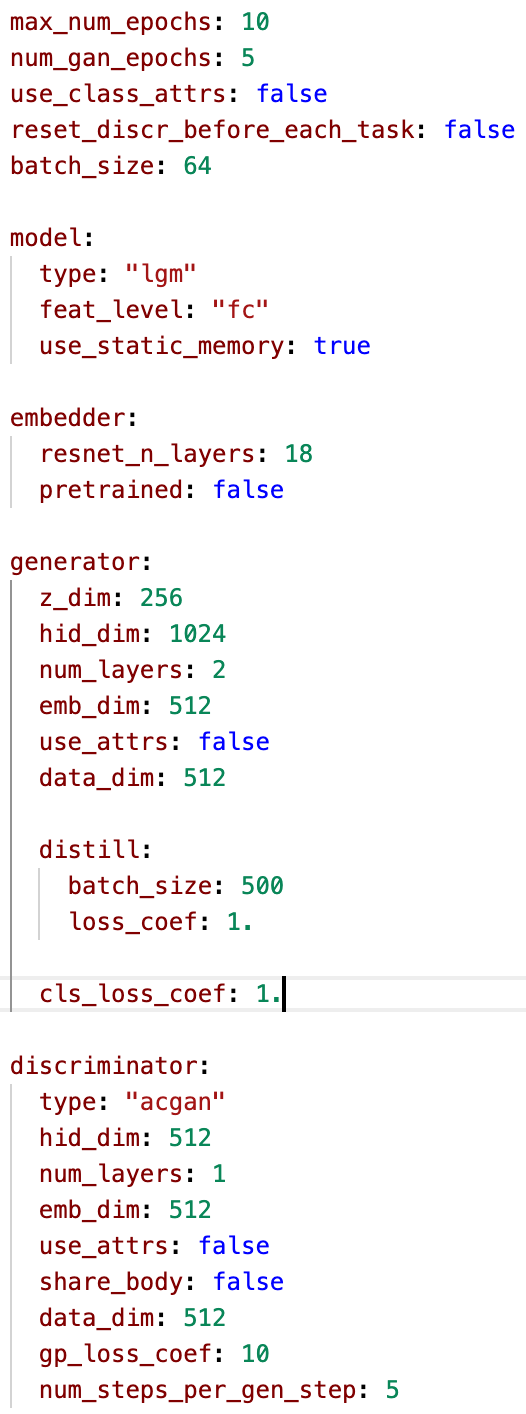 max_num_epochs: 10
num_gan_epochs: 5
use_class_attrs: false
reset_discr_before_each_task: false
batch_size: 64
model:
type: "lgm"
feat_level: "fc"
use_static_memory: true
embedder:
resnet_n_layers: 18
pretrained: false
generator:
z_dim: 256
hid_dim: 1024
num_layers: 2
emb_dim: 512
use_attrs: false
data_dim: 512
distill:
batch_size: 500
loss_coef: 1.
cls_loss_coef: 1.
discriminator:
type: "acgan"
hid_dim: 512
num_layers: 1
emb_dim: 512
use_attrs: false
share_body: false
data_dim: 512
gp_loss_coef: 10
num_steps_per_gen_step: 5